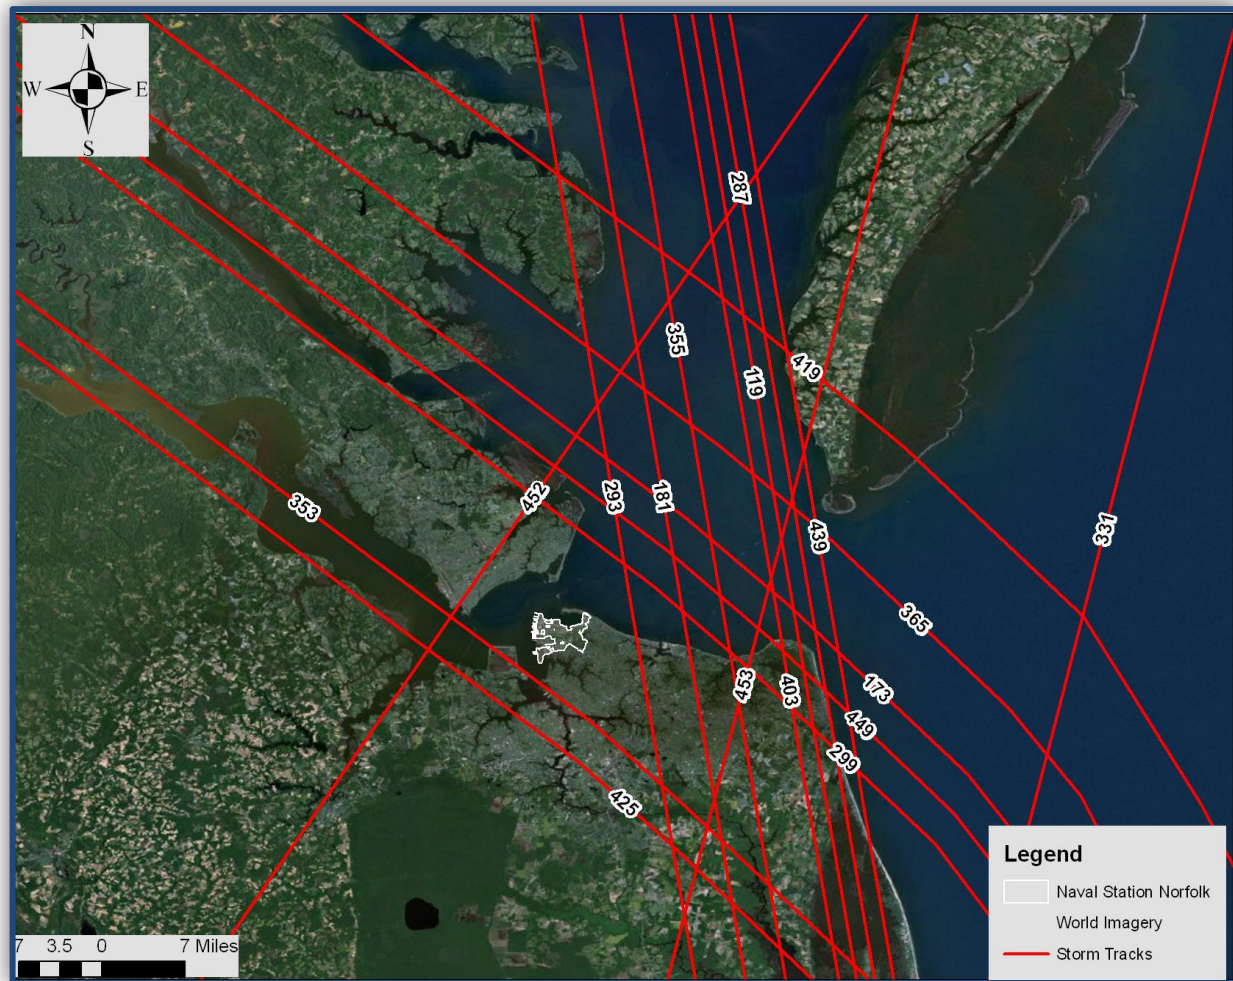 N
W E
S
287
355
119
419
452
293
181
353
439
331
365
453
403
173
449
299
425
7 3.5 0 7 Miles
Legend
Naval Station Norfolk
World Imagery
Storm Tracks